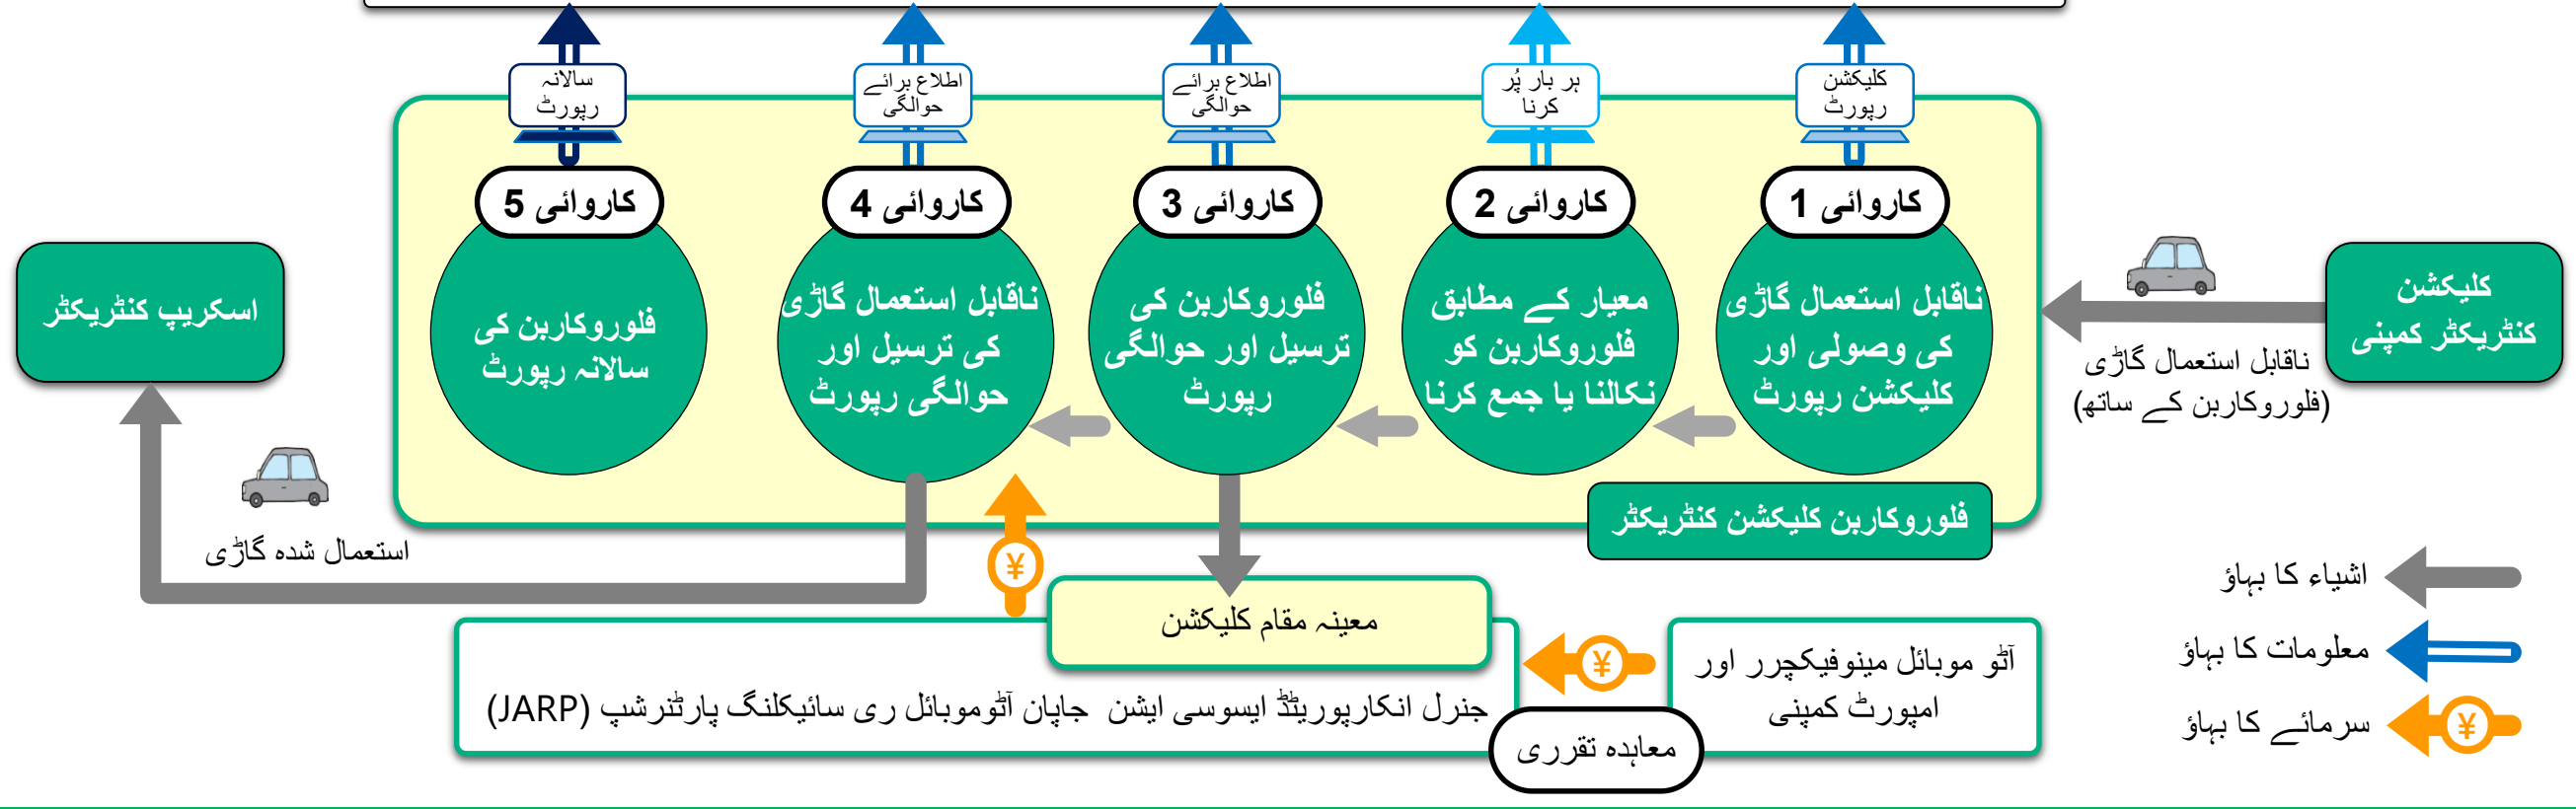 کلیکشن
رپورٹ
ہر بار پُر
کرنا
اطلاع برائے
حوالگی
اطلاع برائے
حوالگی
سالانہ
رپورٹ
کاروائی 1
کاروائی 2
کاروائی 3
کاروائی 4
کاروائی 5
کلیکشن
کنٹریکٹر کمپنی
ناقابل استعمال گاڑی
(فلوروکاربن کے ساتھ)
ناقابل استعمال گاڑی
کی وصولی اور
کلیکشن رپورٹ
معیار کے مطابق
فلوروکاربن کو
نکالنا یا جمع کرنا
فلوروکاربن کی
ترسیل اور حوالگی
رپورٹ
ناقابل استعمال گاڑی
کی ترسیل اور
حوالگی رپورٹ
فلوروکاربن کی
سالانہ رپورٹ
اسکریپ کنٹریکٹر
فلوروکاربن کلیکشن کنٹریکٹر
استعمال شدہ گاڑی
¥
معینہ مقام کلیکشن
آٹو موبائل مینوفیکچرر اور
امپورٹ کمپنی
¥
جنرل انکارپوریٹڈ ایسوسی ایشن جاپان آٹوموبائل ری سائیکلنگ پارٹنرشپ (JARP)
معاہدہ تقرری
اشیاء کا بہاؤ
معلومات کا بہاؤ
سرمائے کا بہاؤ
¥